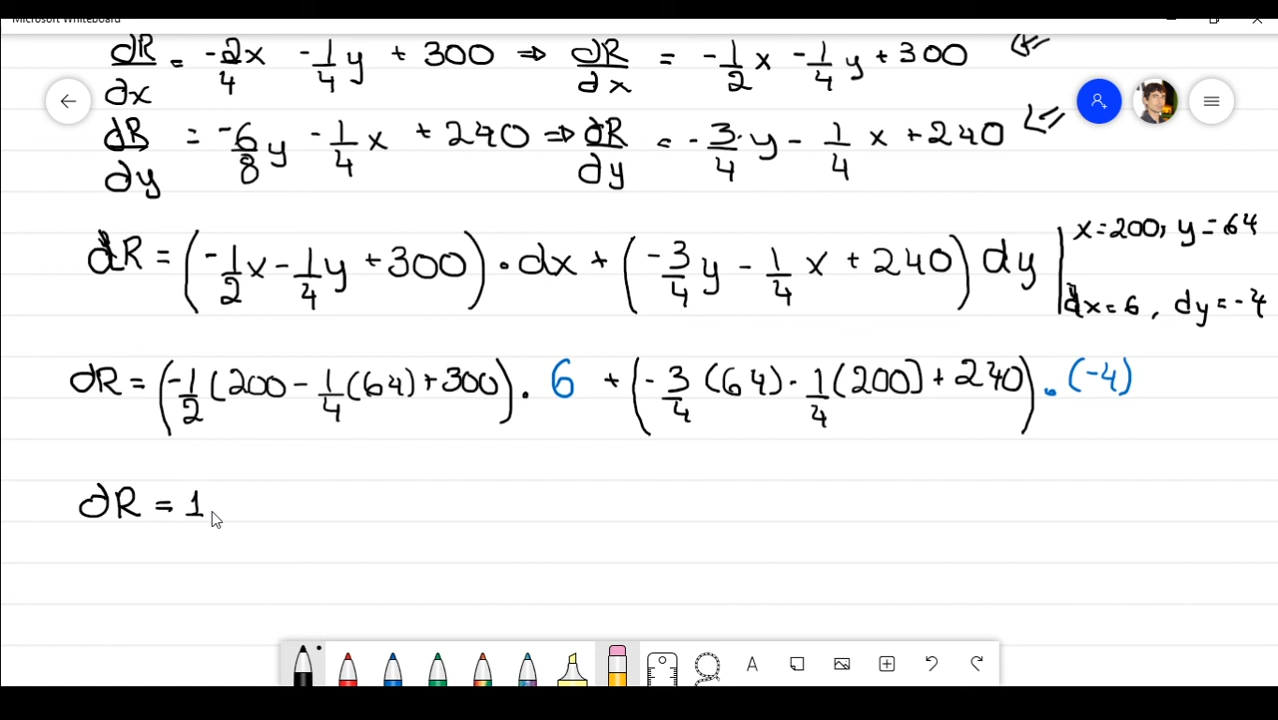 Microsoft Whiteboard
∂R/∂x = -2/4 x - 1/4 y + 300 ⇒ ∂R/∂x = -1/2 x - 1/4 y + 300 ⇐
∂R/∂y = -6/8 y - 1/4 x + 240 ⇒ ∂R/∂y = -3/4 y - 1/4 x + 240 ⇐
dR = (-1/2 x - 1/4 y + 300) · dx + (-3/4 y - 1/4 x + 240) dy | x=200, y=64
dx=6, dy=-4
dR = (-1/2 (200 - 1/4 (64) + 300) · 6 + (-3/4 (64) - 1/4 (200] + 240) · (-4)
dR = 1
A